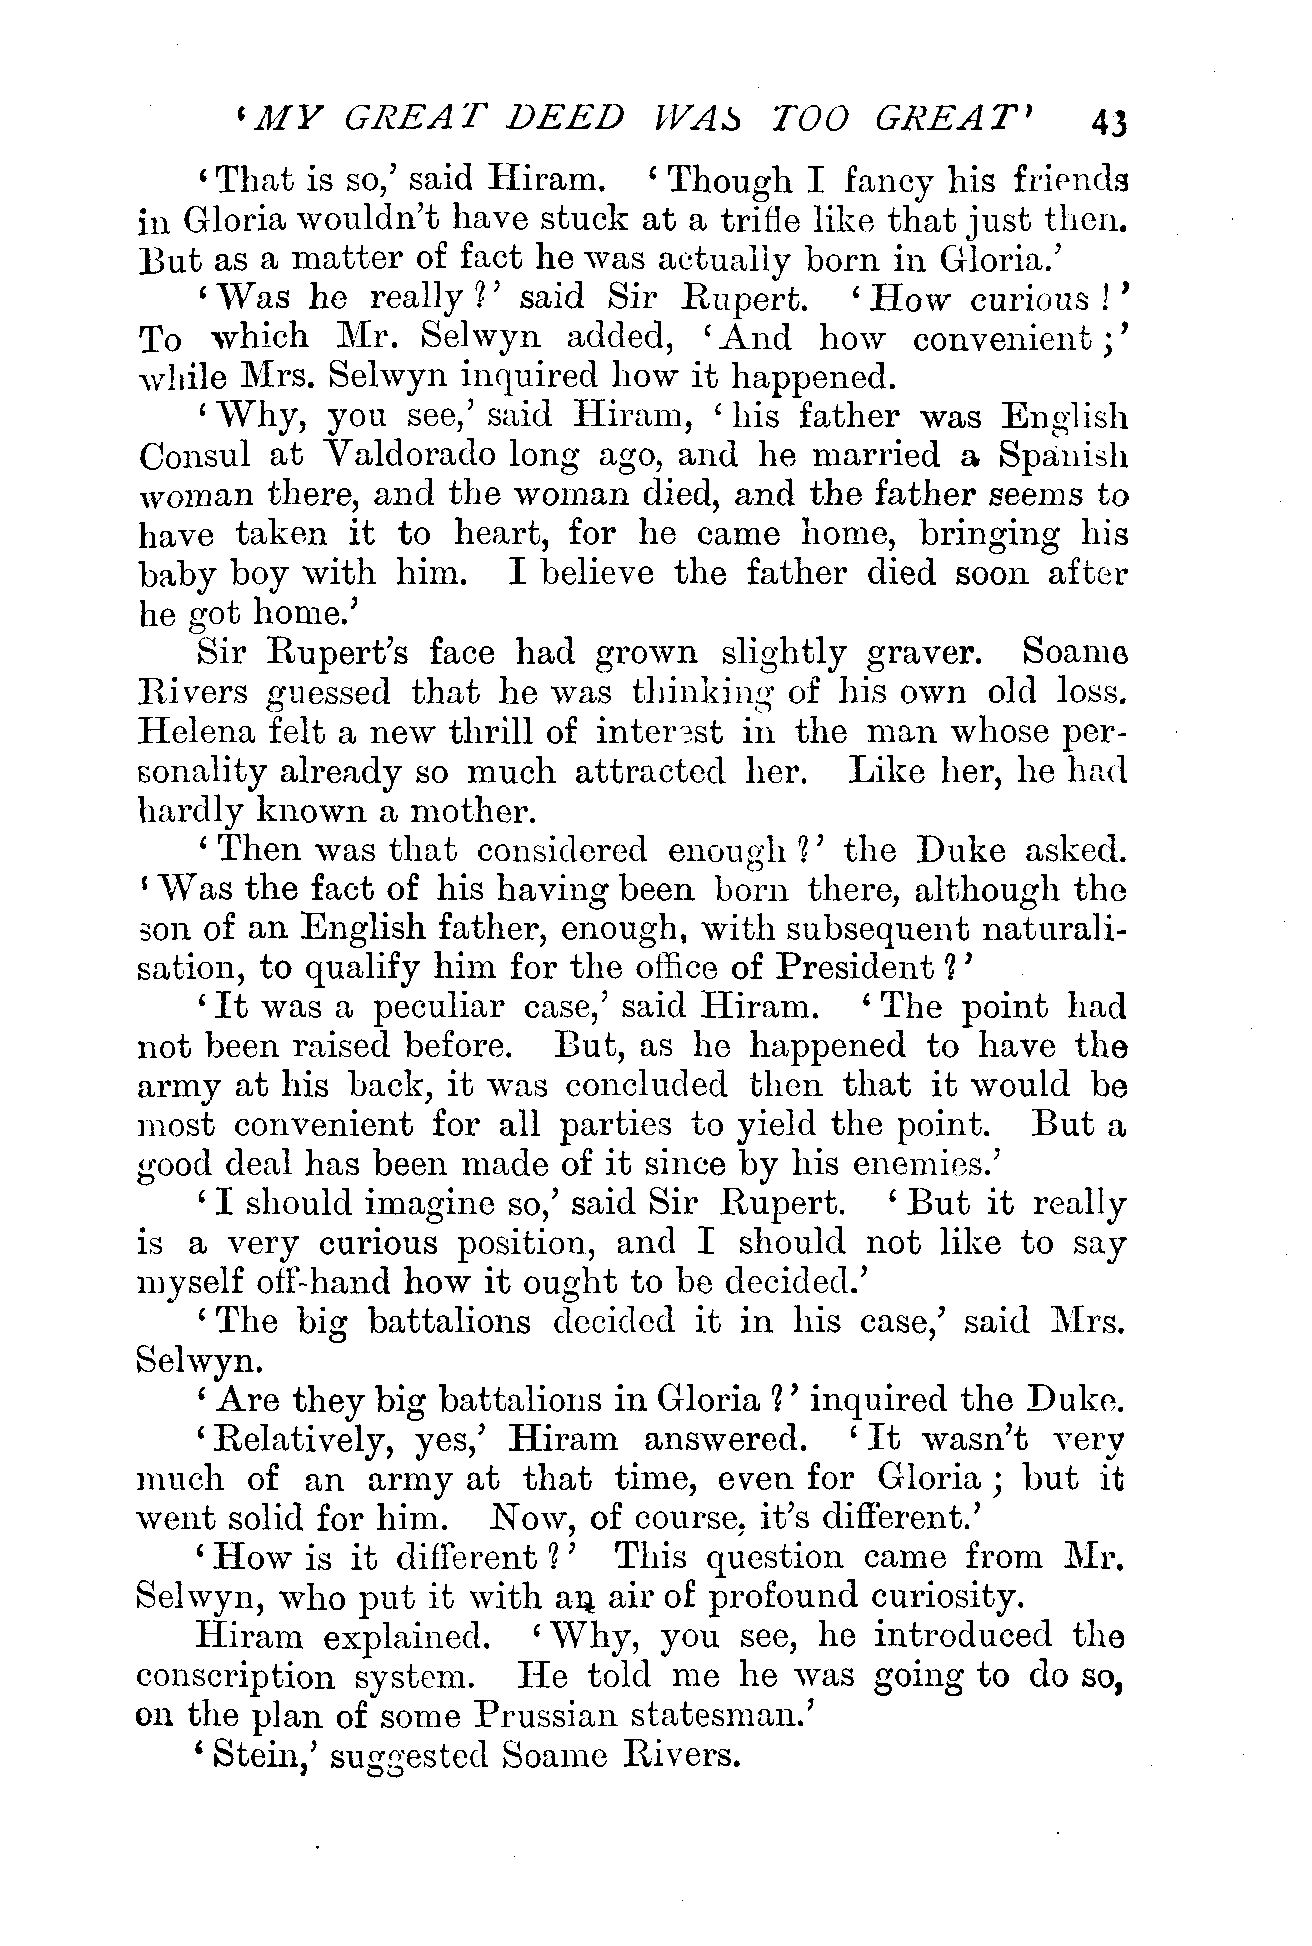 ‘MY GREAT DEED WAS TOO GREAT’ 43
‘That is so,’ said Hiram. ‘Though I fancy his friends
in Gloria wouldn’t have stuck at a trifle like that just then.
But as a matter of fact he was actually born in Gloria.’
‘Was he really?’ said Sir Rupert. ‘How curious!’
To which Mr. Selwyn added, ‘And how convenient;’
while Mrs. Selwyn inquired how it happened.
‘Why, you see,’ said Hiram, ‘his father was English
Consul at Valdorado long ago, and he married a Spanish
woman there, and the woman died, and the father seems to
have taken it to heart, for he came home, bringing his
baby boy with him. I believe the father died soon after
he got home.’
Sir Rupert’s face had grown slightly graver. Soame
Rivers guessed that he was thinking of his own old loss.
Helena felt a new thrill of interest in the man whose per-
sonality already so much attracted her. Like her, he had
hardly known a mother.
‘Then was that considered enough?’ the Duke asked.
‘Was the fact of his having been born there, although the
son of an English father, enough, with subsequent naturali-
sation, to qualify him for the office of President?’
‘It was a peculiar case,’ said Hiram. ‘The point had
not been raised before. But, as he happened to have the
army at his back, it was concluded then that it would be
most convenient for all parties to yield the point. But a
good deal has been made of it since by his enemies.’
‘I should imagine so,’ said Sir Rupert. ‘But it really
is a very curious position, and I should not like to say
myself off-hand how it ought to be decided.’
‘The big battalions decided it in his case,’ said Mrs.
Selwyn.
‘Are they big battalions in Gloria?’ inquired the Duke.
‘Relatively, yes,’ Hiram answered. ‘It wasn’t very
much of an army at that time, even for Gloria; but it
went solid for him. Now, of course, it’s different.’
‘How is it different?’ This question came from Mr.
Selwyn, who put it with an air of profound curiosity.
Hiram explained. ‘Why, you see, he introduced the
conscription system. He told me he was going to do so,
on the plan of some Prussian statesman.’
‘Stein,’ suggested Soame Rivers.